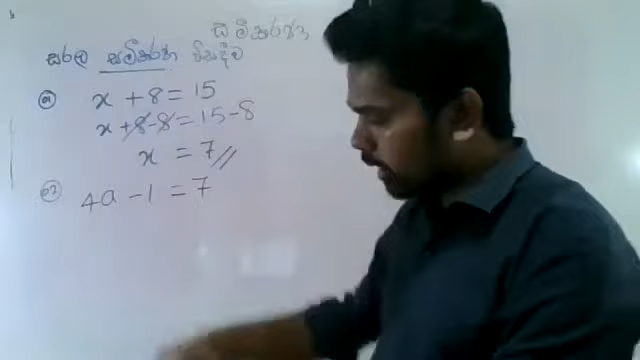 සමීකරණ
සරල සමීකරණ විසඳීම
x + 8 = 15
x + 8 - 8 = 15 - 8
x = 7 //
4a - 1 = 7